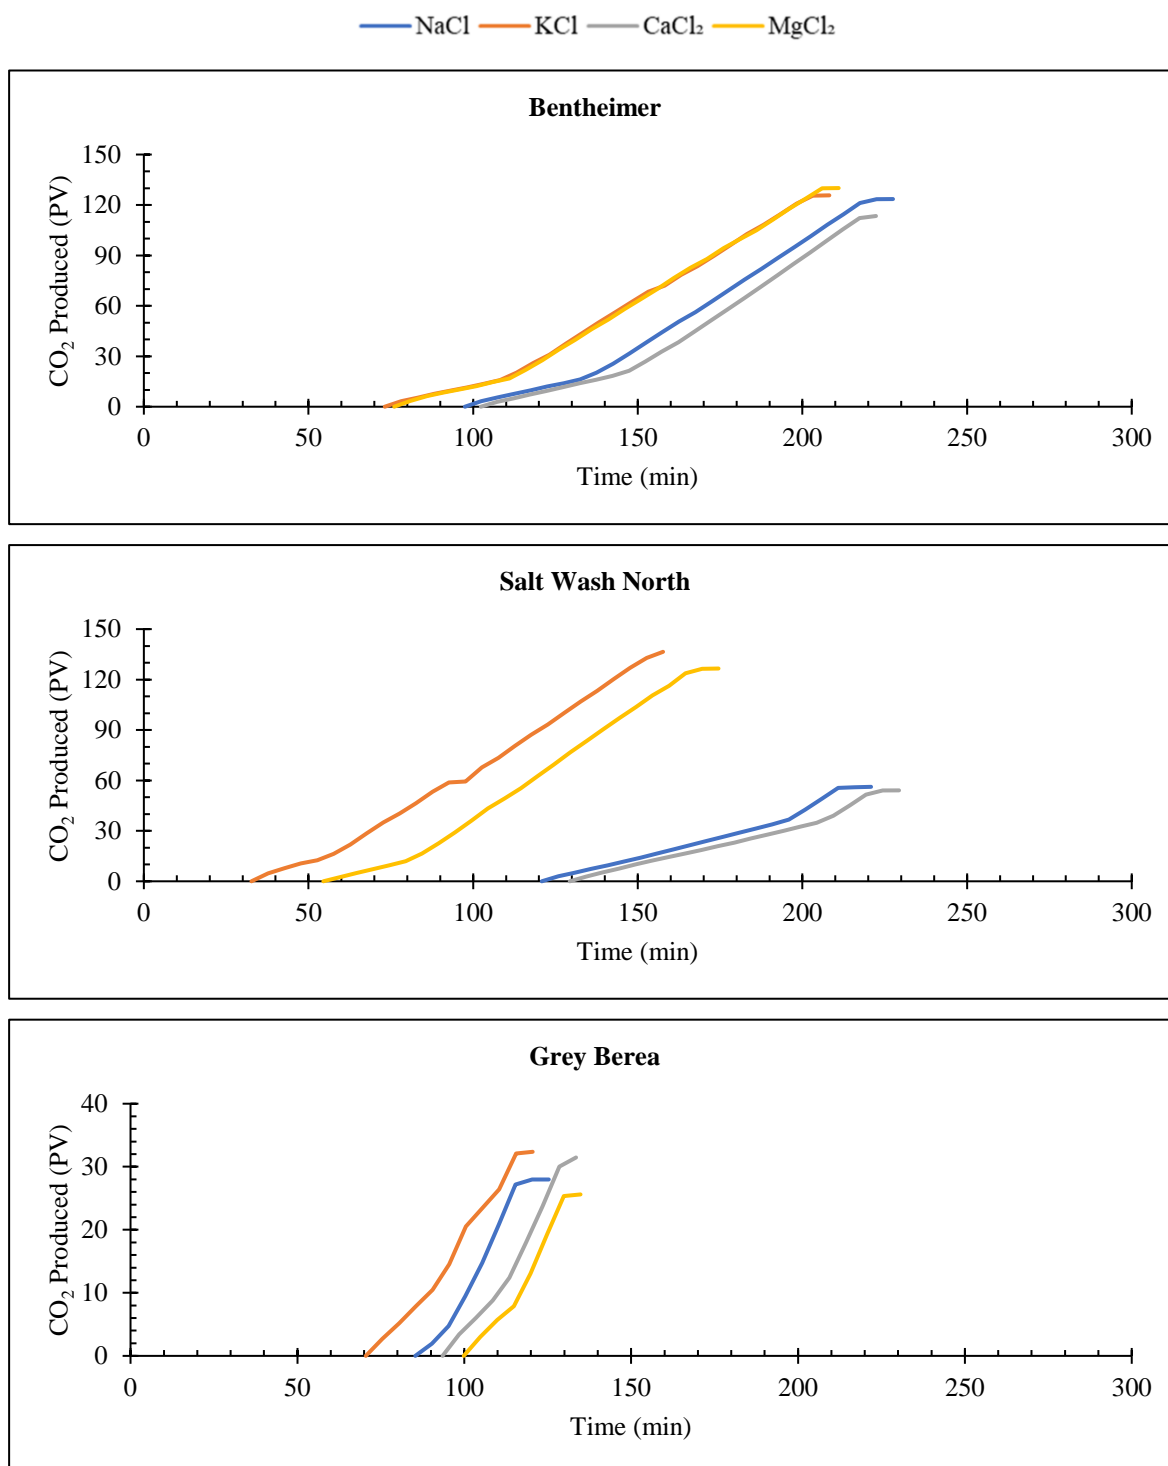 NaCl KCl CaCl₂ MgCl₂
Bentheimer
150
120
90
60
30
0
CO₂ Produced (PV)
0 50 100 150 200 250 300
Time (min)
Salt Wash North
150
120
90
60
30
0
CO₂ Produced (PV)
0 50 100 150 200 250 300
Time (min)
Grey Berea
40
30
20
10
0
CO₂ Produced (PV)
0 50 100 150 200 250 300
Time (min)